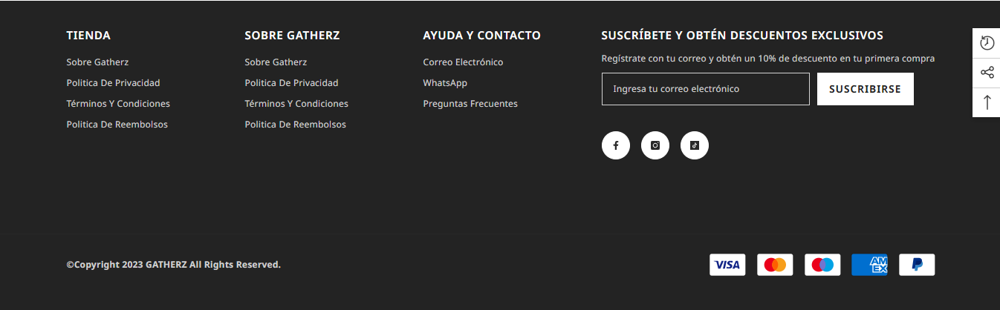 TIENDA
Sobre Gatherz
Politica De Privacidad
Términos Y Condiciones
Politica De Reembolsos
SOBRE GATHERZ
Sobre Gatherz
Politica De Privacidad
Términos Y Condiciones
Politica De Reembolsos
AYUDA Y CONTACTO
Correo Electrónico
WhatsApp
Preguntas Frecuentes
SUSCRÍBETE Y OBTÉN DESCUENTOS EXCLUSIVOS
Regístrate con tu correo y obtén un 10% de descuento en tu primera compra
Ingresa tu correo electrónico
SUSCRIBIRSE
©Copyright 2023 GATHERZ All Rights Reserved.
VISA
AM
EX